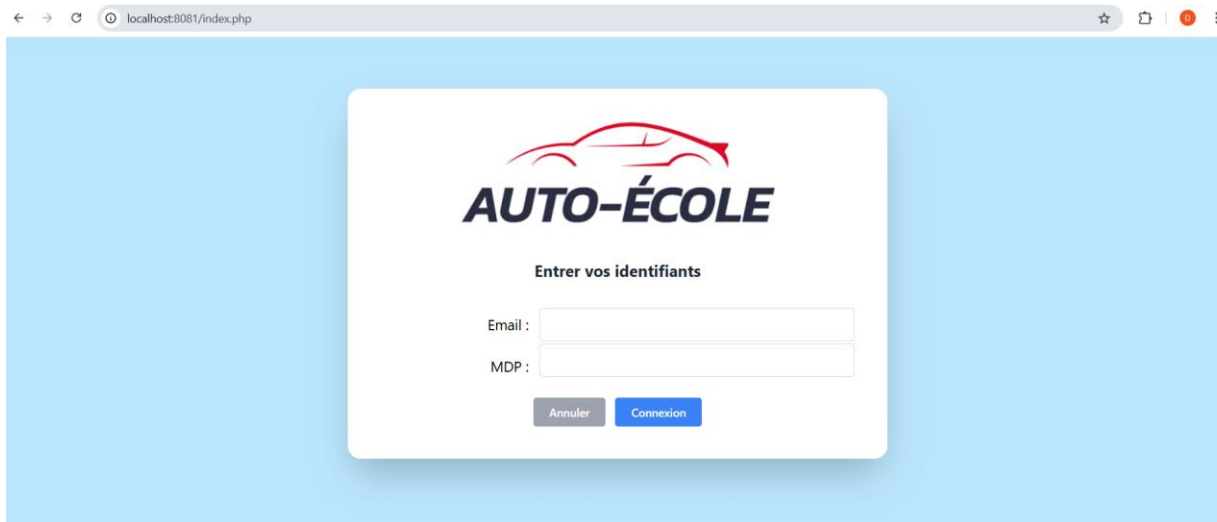 localhost:8081/index.php
D
AUTO-ÉCOLE
Entrer vos identifiants
Email :
MDP :
Annuler Connexion